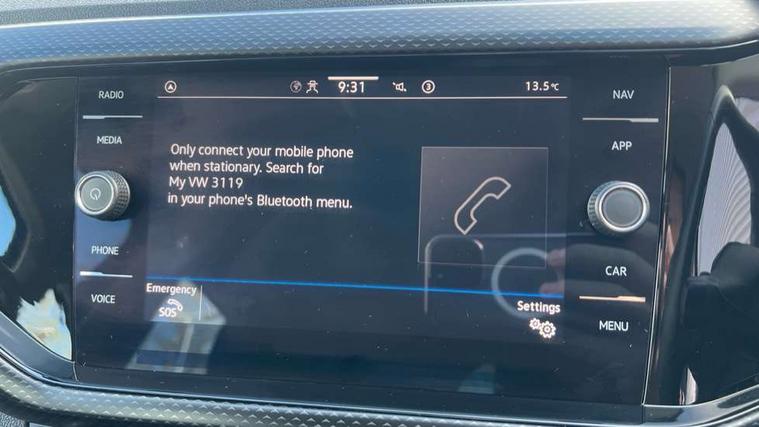 RADIO
MEDIA
PHONE
VOICE
9:31
3
13.5°C
Only connect your mobile phone
when stationary. Search for
My VW 3119
in your phone's Bluetooth menu.
Emergency
SOS
Settings
NAV
APP
CAR
MENU